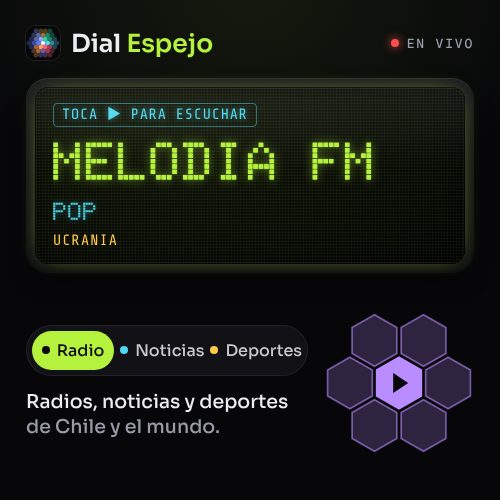 Dial Espejo
EN VIVO
TOCA ▶ PARA ESCUCHAR
MELODIA FM
POP
UCRANIA
Radio Noticias Deportes
Radios, noticias y deportes
de Chile y el mundo.